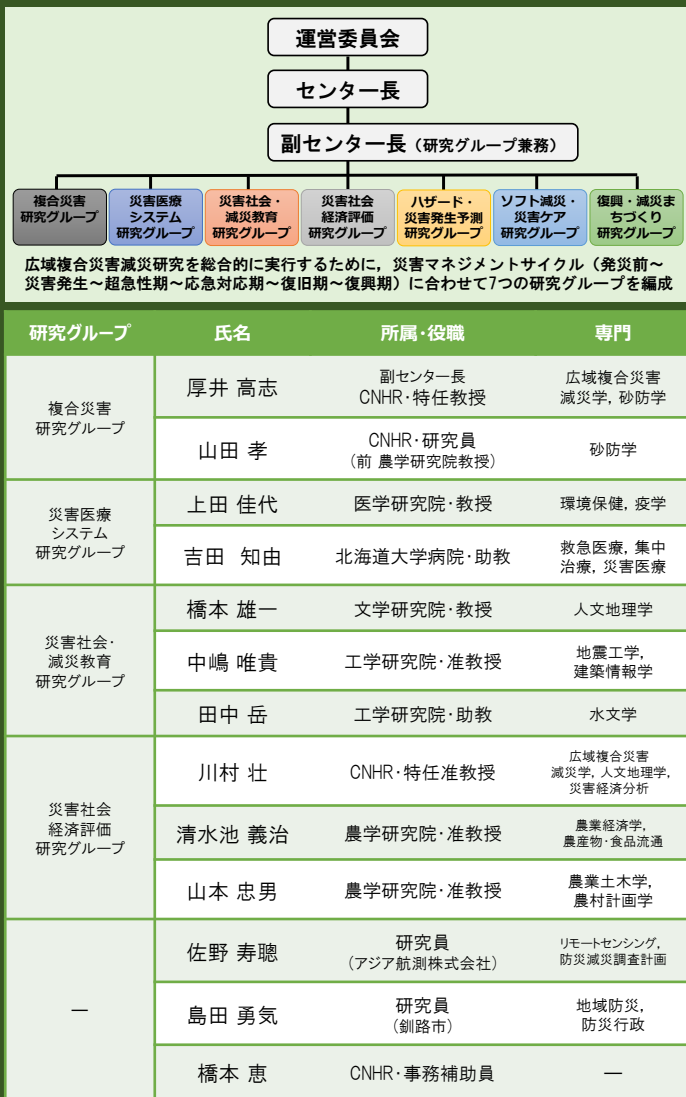 運営委員会
センター長
副センター長（研究グループ兼務）
複合災害
研究グループ
災害医療
システム
研究グループ
災害社会・
減災教育
研究グループ
災害社会
経済評価
研究グループ
ハザード・
災害発生予測
研究グループ
ソフト減災・
災害ケア
研究グループ
復興・減災ま
ちづくり
研究グループ
広域複合災害減災研究を総合的に実行するために，災害マネジメントサイクル（発災前～
災害発生～超急性期～応急対応期～復旧期～復興期）に合わせて7つの研究グループを編成
研究グループ 氏名 所属・役職 専門
複合災害
研究グループ
厚井 高志
副センター長
CNHR・特任教授
広域複合災害
減災学, 砂防学
山田 孝
CNHR・研究員
(前 農学研究院教授)
砂防学
災害医療
システム
研究グループ
上田 佳代
医学研究院・教授
環境保健, 疫学
吉田 知由
北海道大学病院・助教
救急医療, 集中
治療, 災害医療
災害社会・
減災教育
研究グループ
橋本 雄一
文学研究院・教授
人文地理学
中嶋 唯貴
工学研究院・准教授
地震工学,
建築情報学
田中 岳
工学研究院・助教
水文学
災害社会
経済評価
研究グループ
川村 壮
CNHR・特任准教授
広域複合災害
減災学, 人文地理学,
災害経済分析
清水池 義治
農学研究院・准教授
農業経済学,
農産物・食品流通
山本 忠男
農学研究院・准教授
農業土木学,
農村計画学
—
佐野 寿聰
研究員
(アジア航測株式会社)
リモートセンシング,
防災減災調査計画
島田 勇気
研究員
(釧路市)
地域防災,
防災行政
橋本 恵
CNHR・事務補助員
—